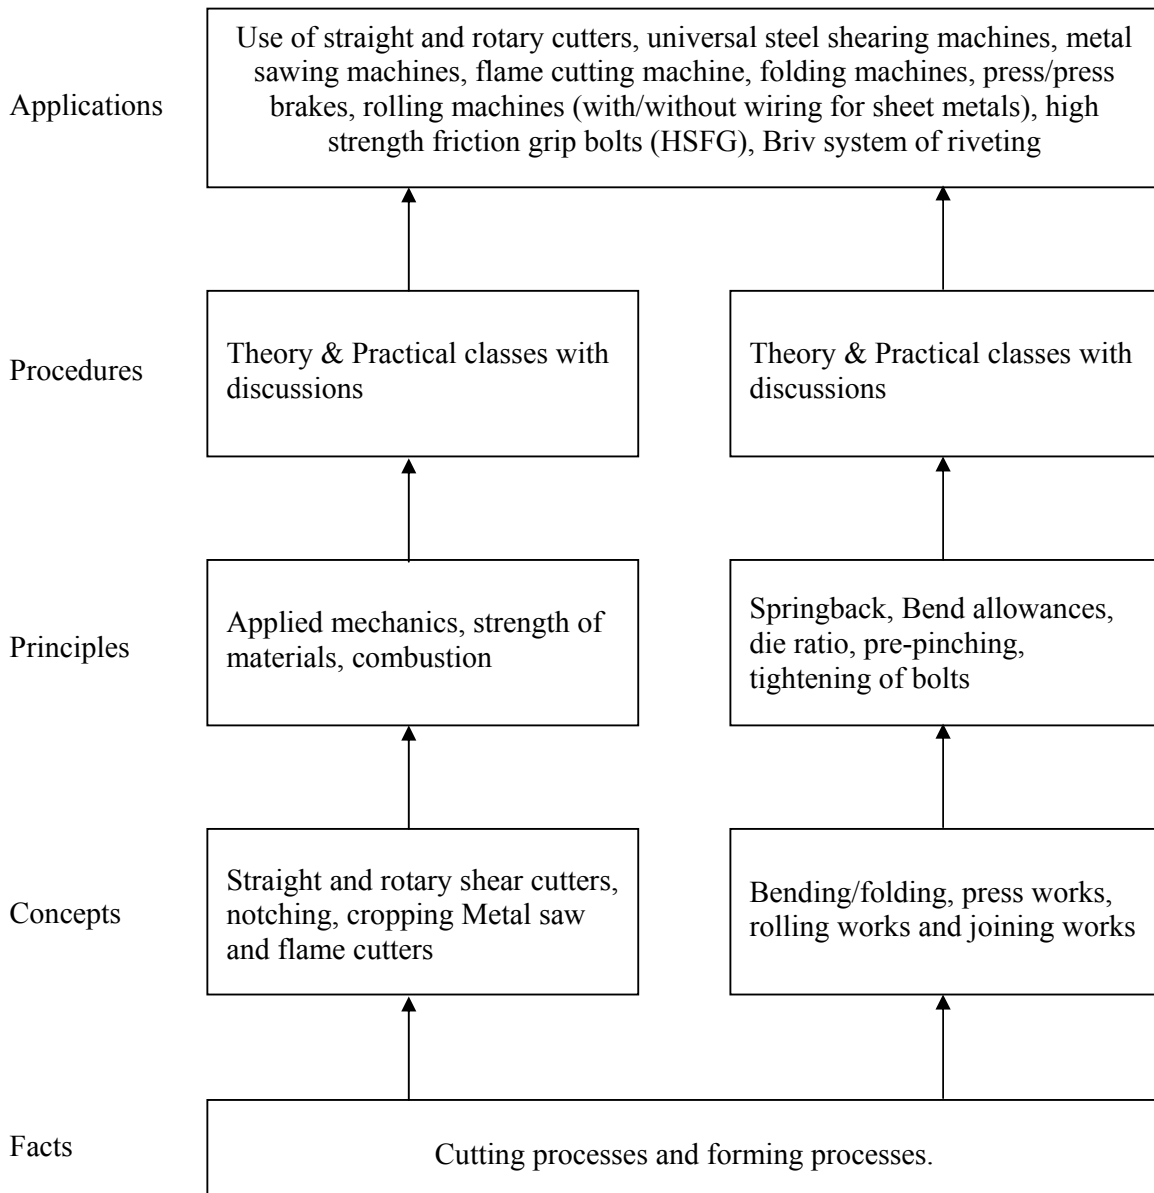 Applications
Use of straight and rotary cutters, universal steel shearing machines, metal
sawing machines, flame cutting machine, folding machines, press/press
brakes, rolling machines (with/without wiring for sheet metals), high
strength friction grip bolts (HSFG), Briv system of riveting
Procedures
Theory & Practical classes with
discussions
Theory & Practical classes with
discussions
Principles
Applied mechanics, strength of
materials, combustion
Springback, Bend allowances,
die ratio, pre-pinching,
tightening of bolts
Concepts
Straight and rotary shear cutters,
notching, cropping Metal saw
and flame cutters
Bending/folding, press works,
rolling works and joining works
Facts
Cutting processes and forming processes.